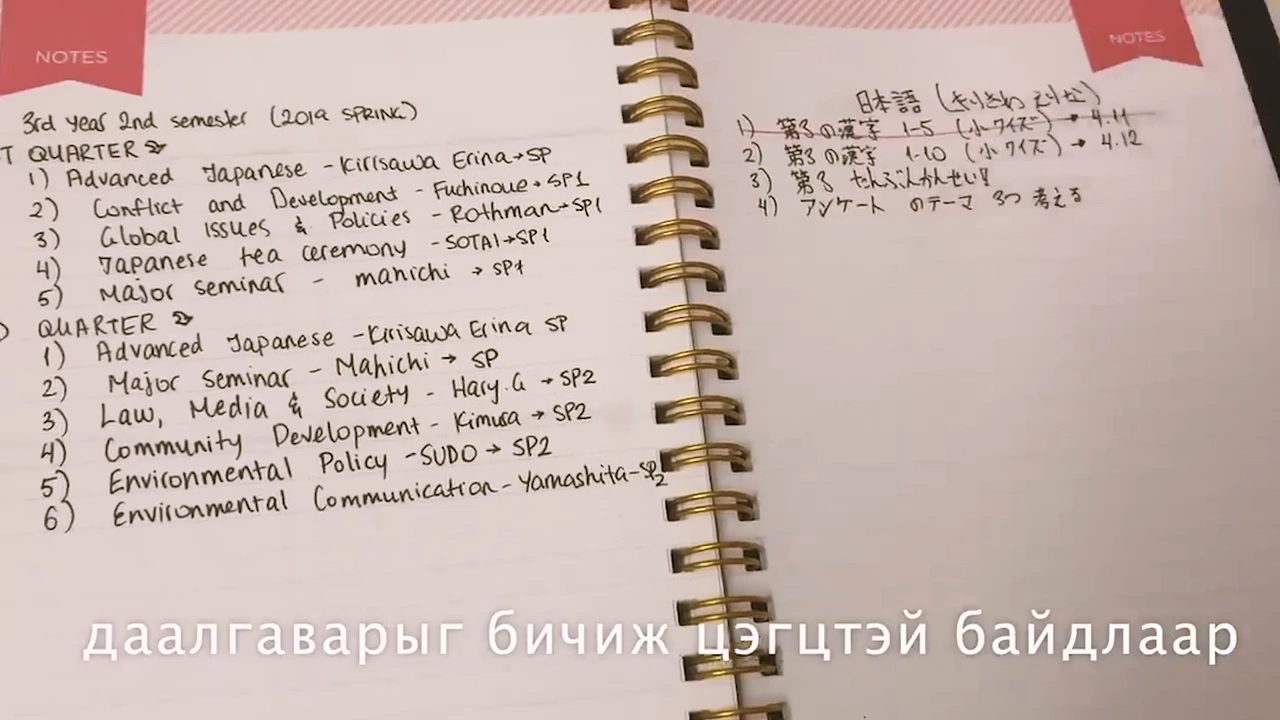 NOTES
3rd year 2nd semester (2019 SPRING)
T QUARTER
1) Advanced Japanese - Kirisawa Erina → SP
2) Conflict and Development - Fuchinoue → SP1
3) Global Issues & Policies - Rothman → SP1
4) Japanese tea ceremony - SOTAI → SP1
5) Major seminar - manichi → SP1
QUARTER
1) Advanced Japanese - Kirisawa Erina SP
2) Major Seminar - Manichi → SP
3) Law, Media & Society - Hary.G → SP2
4) Community Development - Kimura → SP2
5) Environmental Policy - SUDO → SP2
6) Environmental Communication - Yamashita - SP2
NOTES
日本語 (きりさわ えりな)
1) 第3の漢字 1-5 (小クイズ) → 4.11
2) 第3の漢字 1-10 (小クイズ) → 4.12
3) 第3 たんぶんかんせい!
4) アンケート のテーマ 3つ 考える
даалгаварыг бичиж цэгцтэй байдлаар